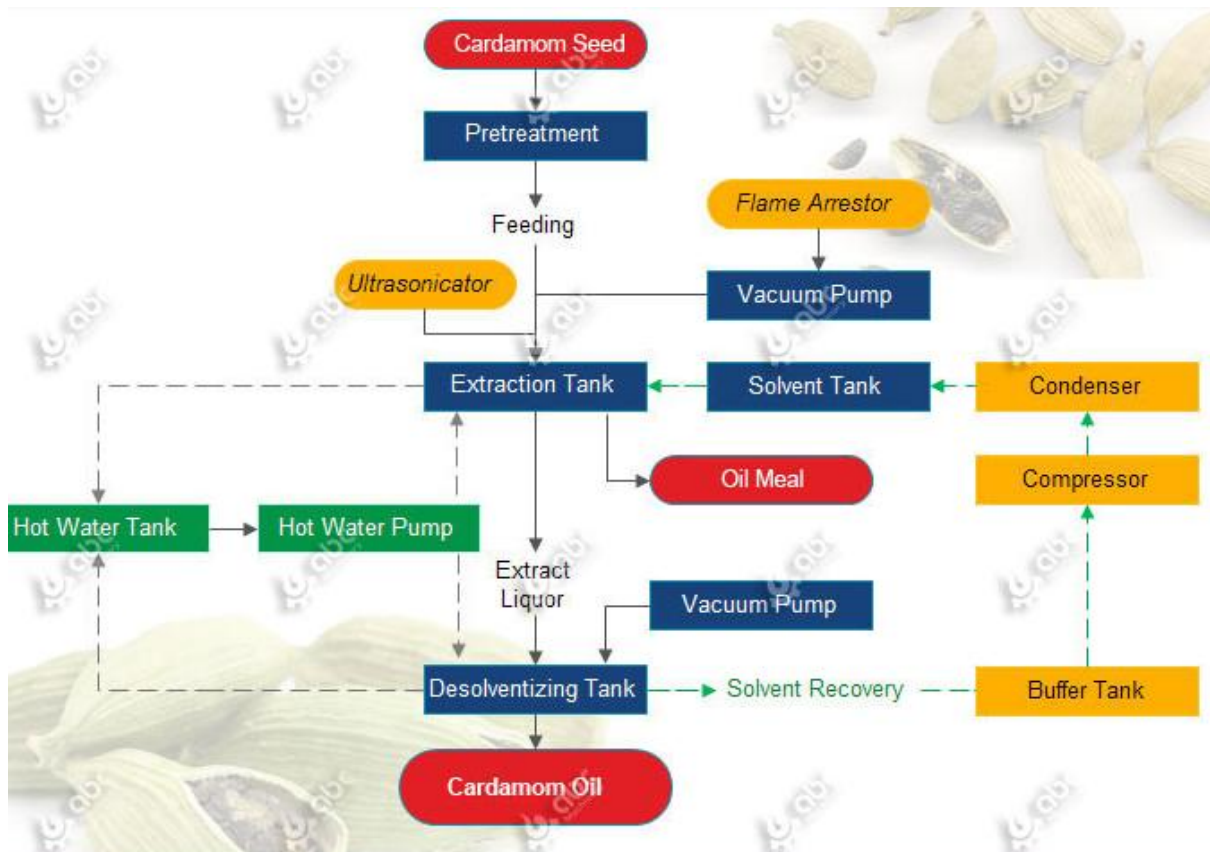 Cardamom Seed
Pretreatment
Feeding
Flame Arrestor
Ultrasonicator
Vacuum Pump
Extraction Tank
Solvent Tank
Condenser
Oil Meal
Compressor
Hot Water Tank
Hot Water Pump
Extract
Liquor
Vacuum Pump
Desolventizing Tank
Solvent Recovery
Buffer Tank
Cardamom Oil